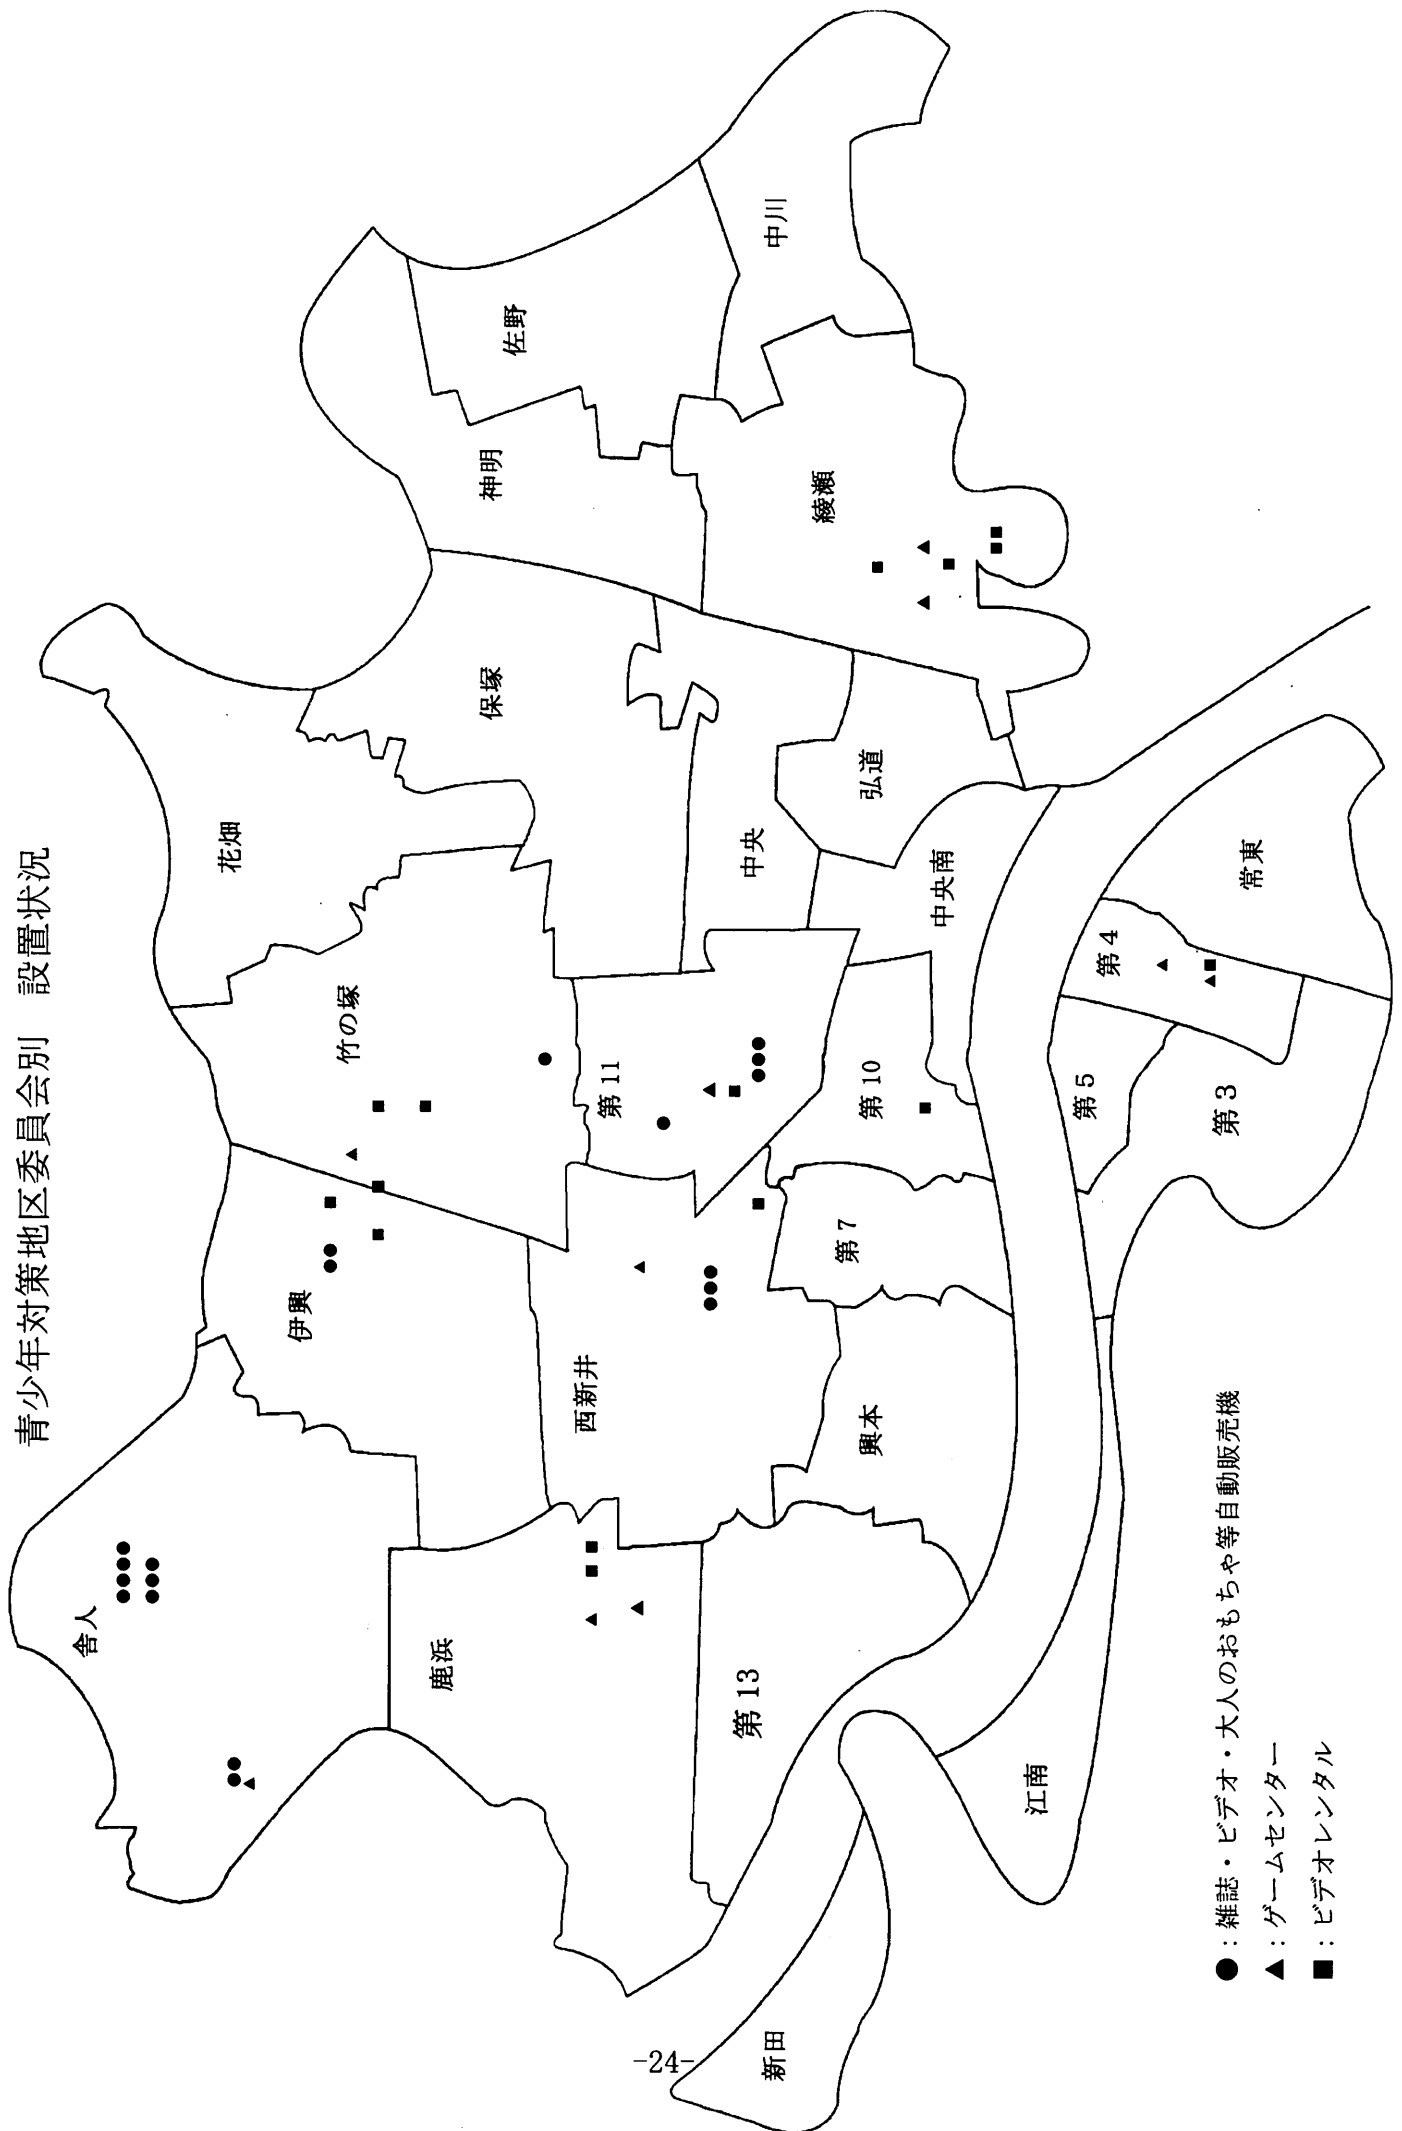 青少年対策地区委員会別　設置状況
舎人
花畑
伊興
竹の塚
鹿浜
保塚
神明
佐野
西新井
第11
第13
中央
中川
興本
第7
第10
弘道
綾瀬
中央南
新田
江南
第5
第4
第3
常東
●：雑誌・ビデオ・大人のおもちゃ等自動販売機
▲：ゲームセンター
■：ビデオレンタル
-24-